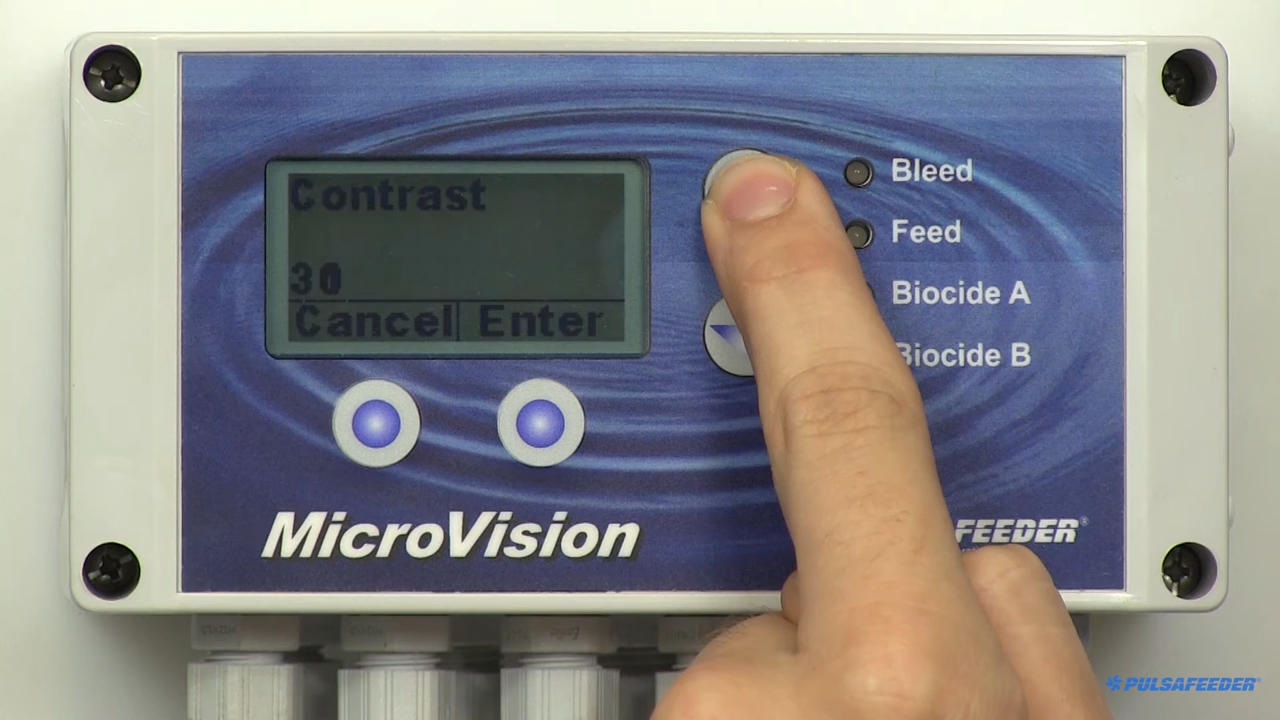 Contrast
30
Cancel Enter
Bleed
Feed
Biocide A
Biocide B
MicroVision
FEEDER®
PULSAFEEDER®